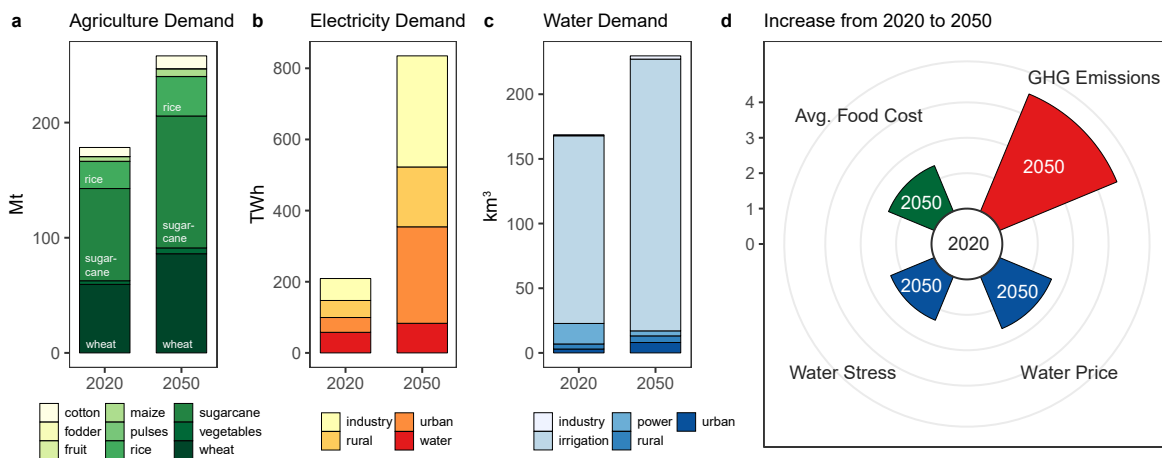 a Agriculture Demand
Mt
200
100
0
rice
sugar-
cane
wheat
rice
sugar-
cane
wheat
2020 2050
cotton maize sugarcane
fodder pulses vegetables
fruit rice wheat
b Electricity Demand
TWh
800
600
400
200
0
2020 2050
industry urban
rural water
c Water Demand
km³
200
150
100
50
0
2020 2050
industry power urban
irrigation rural
d Increase from 2020 to 2050
4
3
2
1
0
GHG Emissions
Avg. Food Cost
2050
2050
2020
2050
2050
Water Stress
Water Price